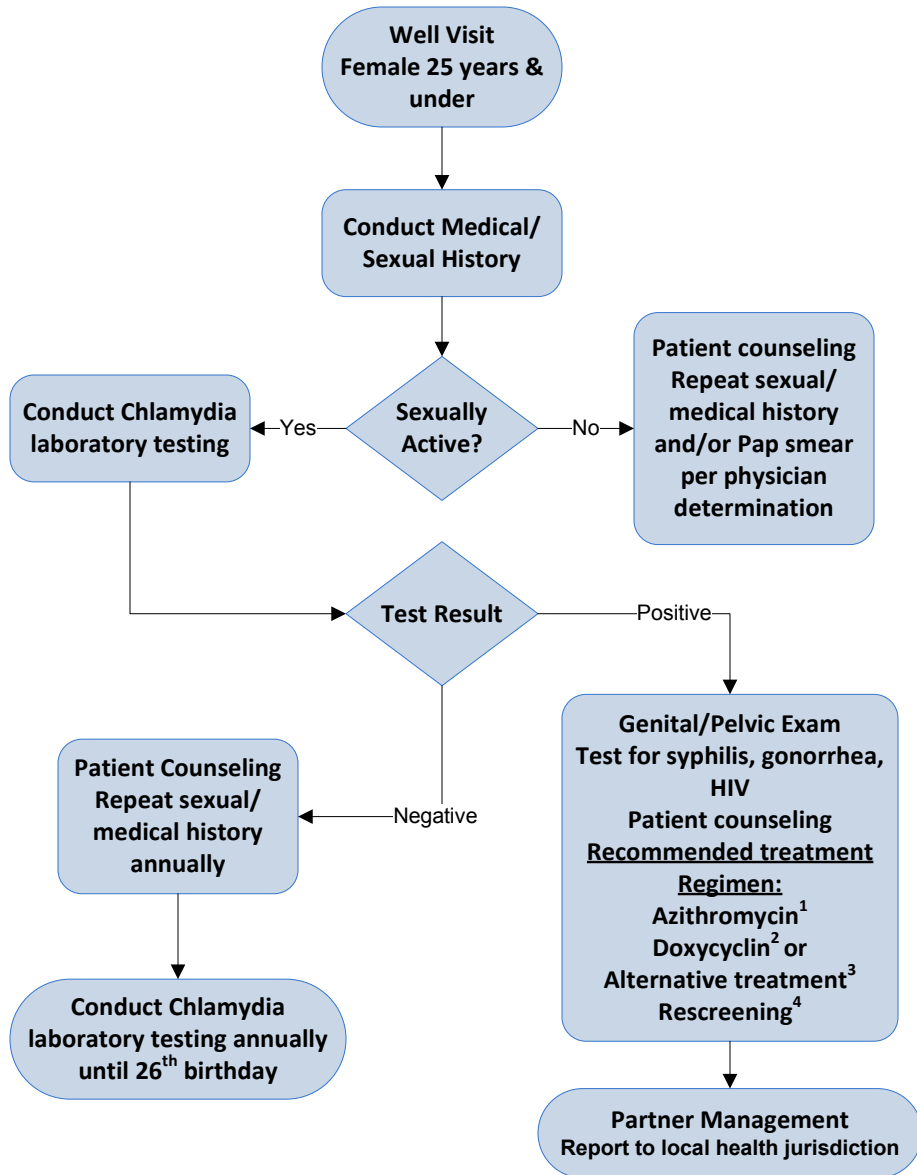 Well Visit
Female 25 years &
under
Conduct Medical/
Sexual History
Sexually
Active?
Yes
No
Conduct Chlamydia
laboratory testing
Patient counseling
Repeat sexual/
medical history
and/or Pap smear
per physician
determination
Test Result
Positive
Negative
Patient Counseling
Repeat sexual/
medical history
annually
Conduct Chlamydia
laboratory testing annually
until 26th birthday
Genital/Pelvic Exam
Test for syphilis, gonorrhea,
HIV
Patient counseling
Recommended treatment
Regimen:
Azithromycin1
Doxycyclin2 or
Alternative treatment3
Rescreening4
Partner Management
Report to local health jurisdiction